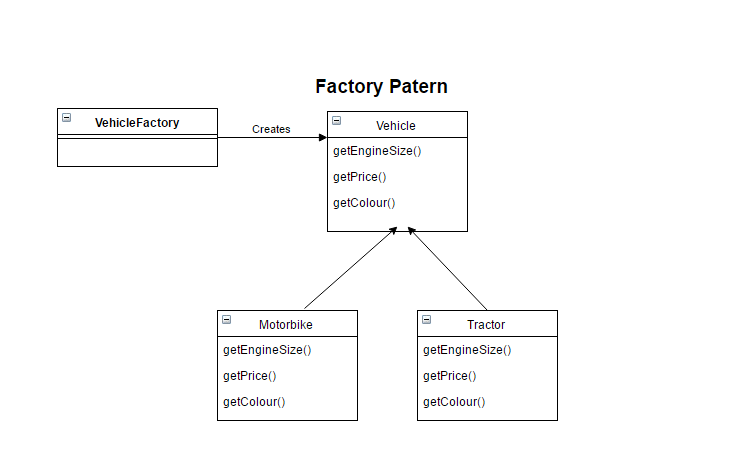 Factory Patern
VehicleFactory
Creates
Vehicle
getEngineSize()
getPrice()
getColour()
Motorbike
getEngineSize()
getPrice()
getColour()
Tractor
getEngineSize()
getPrice()
getColour()